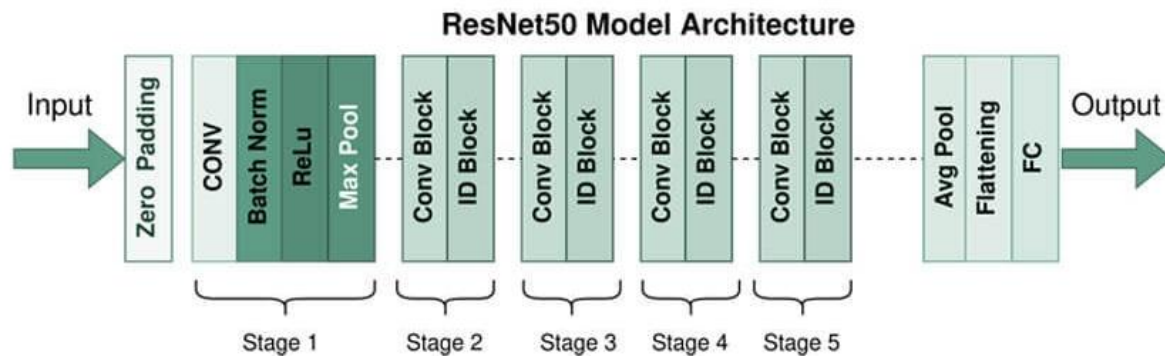 ResNet50 Model Architecture
Input
Zero Padding
CONV
Batch Norm
ReLu
Max Pool
Conv Block
ID Block
Conv Block
ID Block
Conv Block
ID Block
Conv Block
ID Block
Avg Pool
Flattening
FC
Output
Stage 1
Stage 2
Stage 3
Stage 4
Stage 5